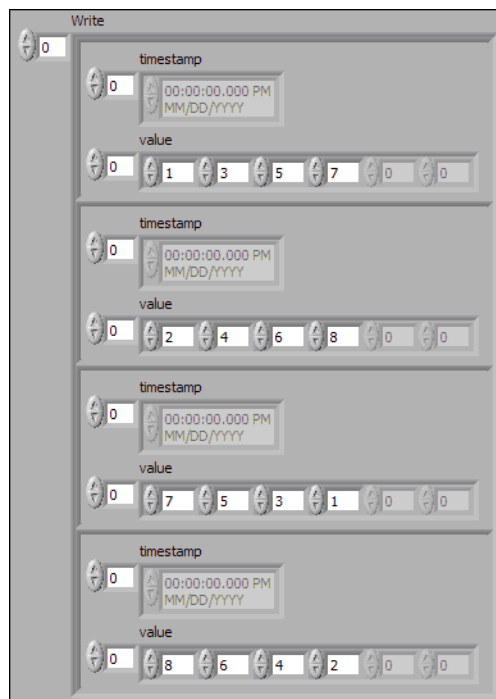 Write
0
timestamp
0 00:00:00.000 PM
MM/DD/YYYY
value
0 1 3 5 7 0 0
timestamp
0 00:00:00.000 PM
MM/DD/YYYY
value
0 2 4 6 8 0 0
timestamp
0 00:00:00.000 PM
MM/DD/YYYY
value
0 7 5 3 1 0 0
timestamp
0 00:00:00.000 PM
MM/DD/YYYY
value
0 8 6 4 2 0 0